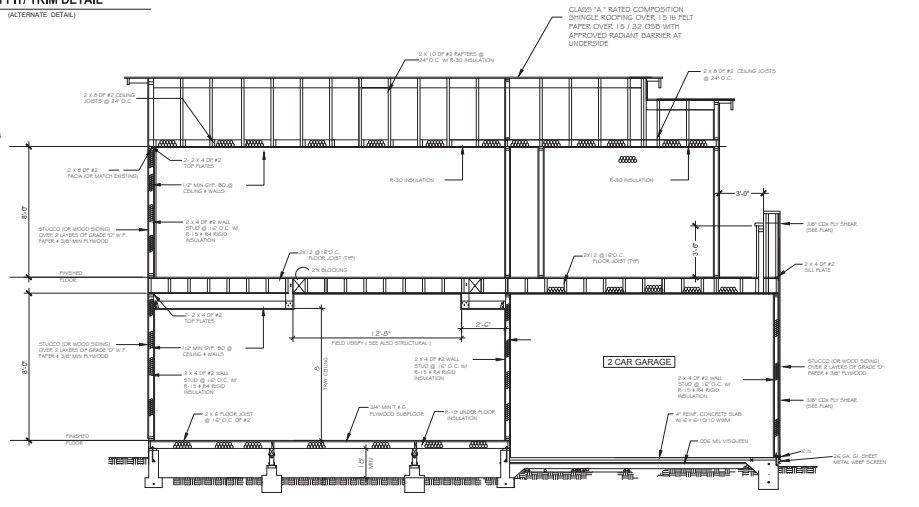 TRIM DETAIL
(ALTERNATE DETAIL)
CLASS "A " RATED COMPOSITION
SHINGLE ROOFING OVER 15 lb FELT
PAPER OVER 15 / 32 OSB WITH
APPROVED RADIANT BARRIER AT
UNDERSIDE
2 X 10 DF #2 RAFTERS @
24" O.C. W/ R-30 INSULATION
2 X 8 DF #2 CEILING JOISTS
@ 24" O.C.
2 X 8 DF #2 CEILING
JOISTS @ 24" O.C.
2 X 8 DF #2
FACIA (OR MATCH EXISTING)
2- 2 X 4 DF #2
TOP PLATES
R-30 INSULATION
R-30 INSULATION
1/2" MIN GYP. BD @
CEILING & WALLS
3'-0"
8'-0"
2 X 4 DF #2 WALL
STUD @ 16" O.C. W/
R-15 & R4 RIGID
INSULATION
STUCCO (OR WOOD SIDING)
OVER 2 LAYERS OF GRADE "D" W.F.
PAPER & 3/8" MIN PLYWOOD
3/8" CDX PLY SHEAR
(SEE PLAN)
3'-6"
2X12 @16"O.C.
FLOOR JOIST (TYP)
2"X BLOCKING
2X12 @16"O.C.
FLOOR JOIST (TYP)
2 X 4 DF #2
SILL PLATE
FINISHED
FLOOR
2- 2 X 4 DF #2
TOP PLATES
12'-8"
2'-6"
FIELD VERIFY ( SEE ALSO STRUCTURAL )
STUCCO (OR WOOD SIDING)
OVER 2 LAYERS OF GRADE "D" W.F.
PAPER & 3/8" MIN PLYWOOD
1/2" MIN GYP. BD @
CEILING & WALLS
8'-0"
8'
TRAY CEILING
2 X 4 DF #2 WALL
STUD @ 16" O.C. W/
R-15 & R4 RIGID
INSULATION
2 X 4 DF #2 WALL
STUD @ 16" O.C. W/
R-15 & R4 RIGID
INSULATION
2 CAR GARAGE
2 X 4 DF #2 WALL
STUD @ 16" O.C. W/
R-15 & R4 RIGID
INSULATION
STUCCO (OR WOOD SIDING)
OVER 2 LAYERS OF GRADE "D"
PAPER & 3/8" PLYWOOD
3/8" CDX PLY SHEAR
(SEE PLAN)
2 X 6 FLOOR JOIST
@ 16" O.C. DF #2
3/4" MIN T & G
PLYWOOD SUBFLOOR
R-19 UNDER FLOOR
INSULATION
4" REINF. CONCRETE SLAB
W/ 6 X 6-10/10 WWM
FINISHED
FLOOR
.006 MIL VISQUEEN
18"
MIN
E.N.
26 GA. GI. SHEET
METAL WEEP SCREEN